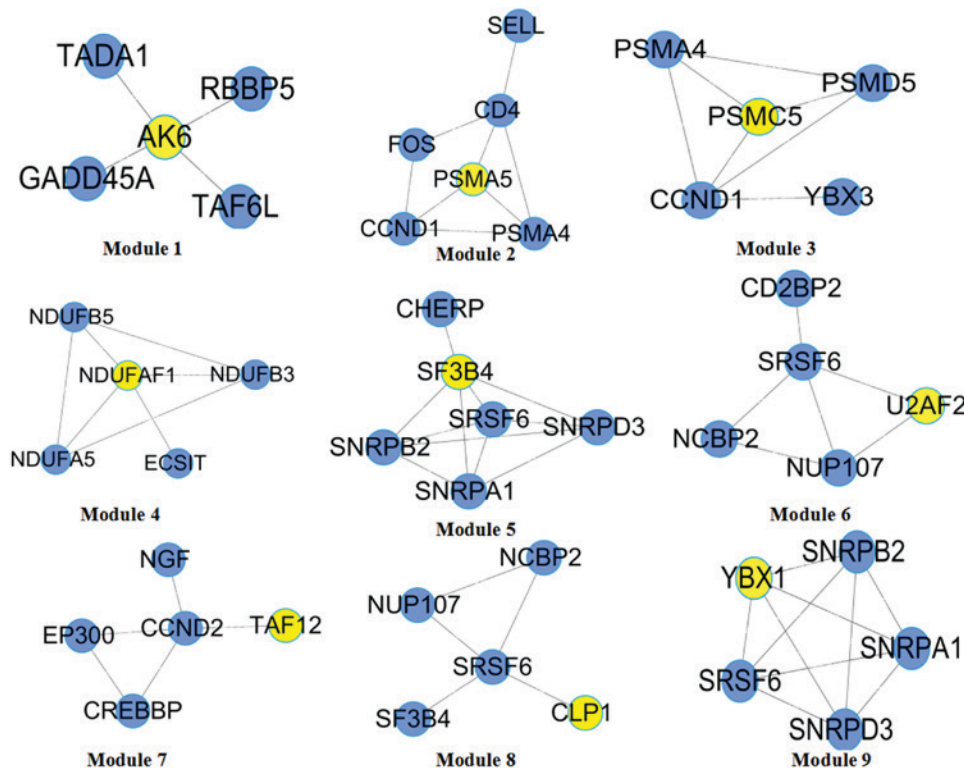 TADA1
RBBP5
AK6
GADD45A
TAF6L
Module 1
SELL
CD4
FOS
PSMA5
CCND1
PSMA4
Module 2
PSMA4
PSMD5
PSMC5
CCND1
YBX3
Module 3
NDUFB5
NDUFAF1
NDUFB3
NDUFA5
ECSIT
Module 4
CHERP
SF3B4
SRSF6
SNRPD3
SNRPB2
SNRPA1
Module 5
CD2BP2
SRSF6
U2AF2
NCBP2
NUP107
Module 6
NGF
TAF12
EP300
CCND2
CREBBP
Module 7
NCBP2
NUP107
SRSF6
SF3B4
CLP1
Module 8
SNRPB2
YBX1
SNRPA1
SRSF6
SNRPD3
Module 9